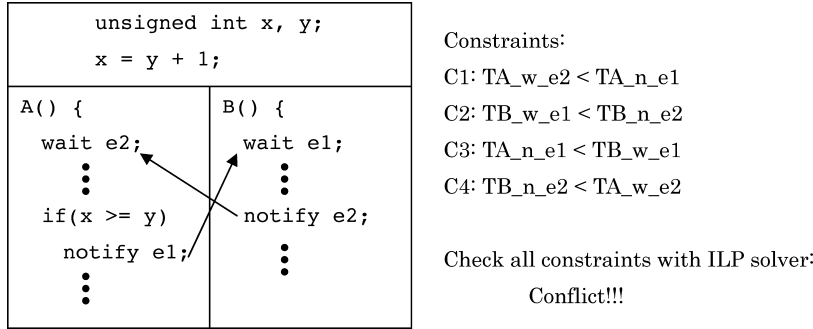 unsigned int x, y;
x = y + 1;
A() {
wait e2;
if(x >= y)
notify e1;
B() {
wait e1;
notify e2;
Constraints:
C1: TA_w_e2 < TA_n_e1
C2: TB_w_e1 < TB_n_e2
C3: TA_n_e1 < TB_w_e1
C4: TB_n_e2 < TA_w_e2
Check all constraints with ILP solver:
Conflict!!!